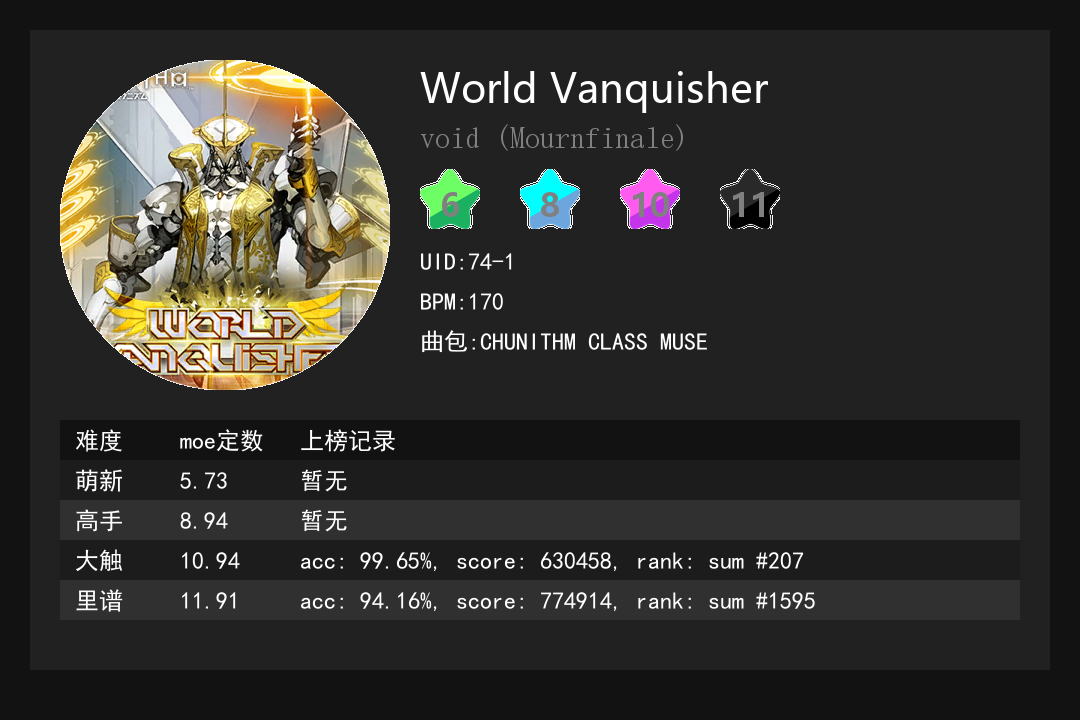 World Vanquisher
void (Mournfinale)
6 8 10 11
UID:74-1
BPM:170
曲包:CHUNITHM CLASS MUSE
WORLD
VANQUISHER
难度 moe定数 上榜记录
萌新 5.73 暂无
高手 8.94 暂无
大触 10.94 acc: 99.65%, score: 630458, rank: sum #207
里谱 11.91 acc: 94.16%, score: 774914, rank: sum #1595